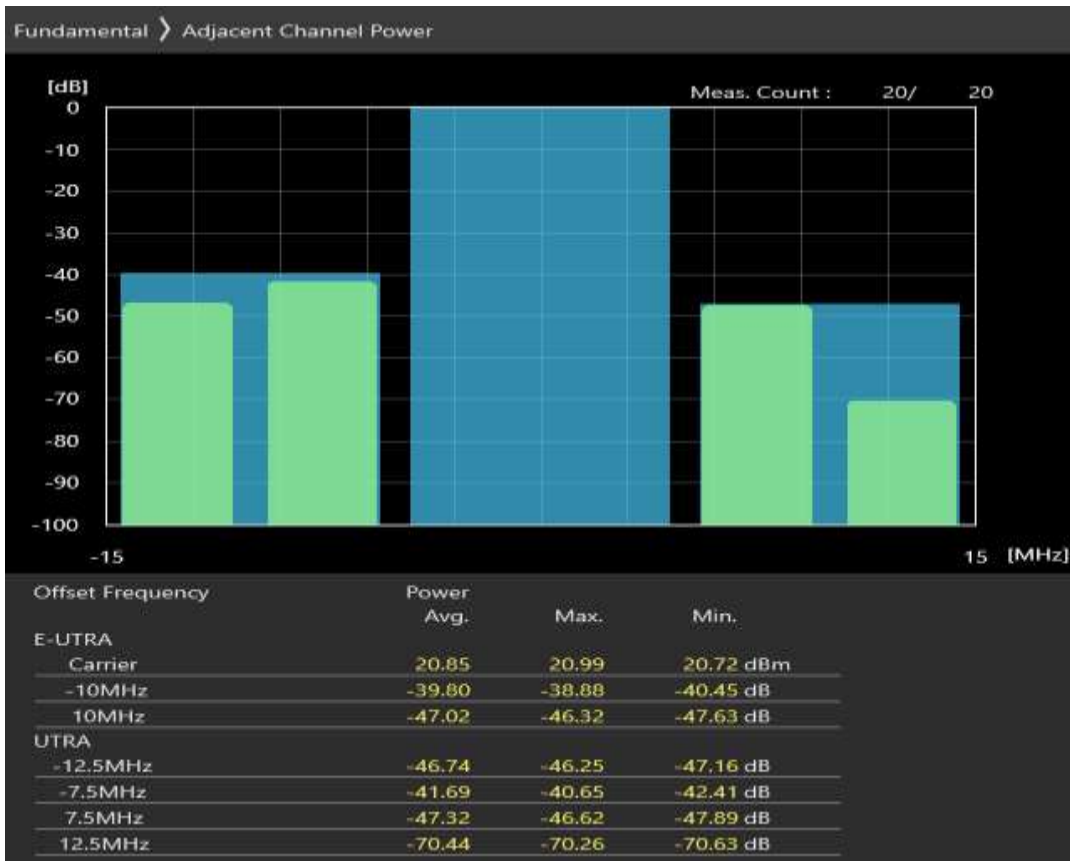 Fundamental 〉 Adjacent Channel Power
[dB]
Meas. Count : 20/ 20
0
-10
-20
-30
-40
-50
-60
-70
-80
-90
-100
-15 15 [MHz]
Offset Frequency Power
Avg. Max. Min.
E-UTRA
Carrier 20.85 20.99 20.72 dBm
-10MHz -39.80 -38.88 -40.45 dB
10MHz -47.02 -46.32 -47.63 dB
UTRA
-12.5MHz -46.74 -46.25 -47.16 dB
-7.5MHz -41.69 -40.65 -42.41 dB
7.5MHz -47.32 -46.62 -47.89 dB
12.5MHz -70.44 -70.26 -70.63 dB